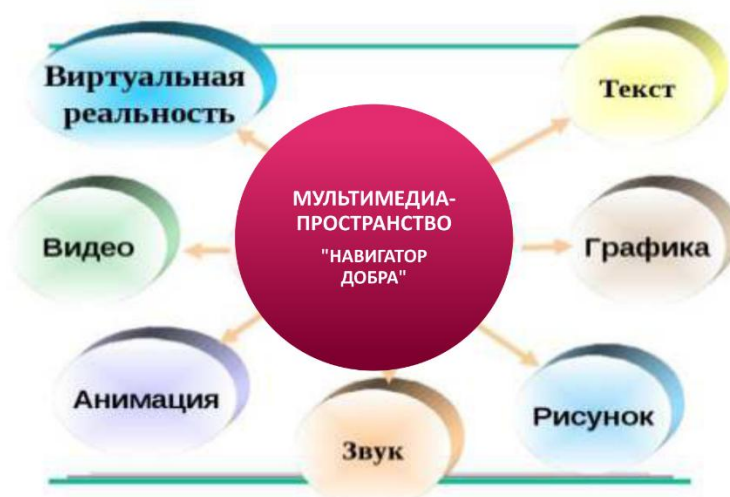 Виртуальная
реальность
Текст
МУЛЬТИМЕДИА-
ПРОСТРАНСТВО
"НАВИГАТОР
ДОБРА"
Видео
Графика
Анимация
Рисунок
Звук